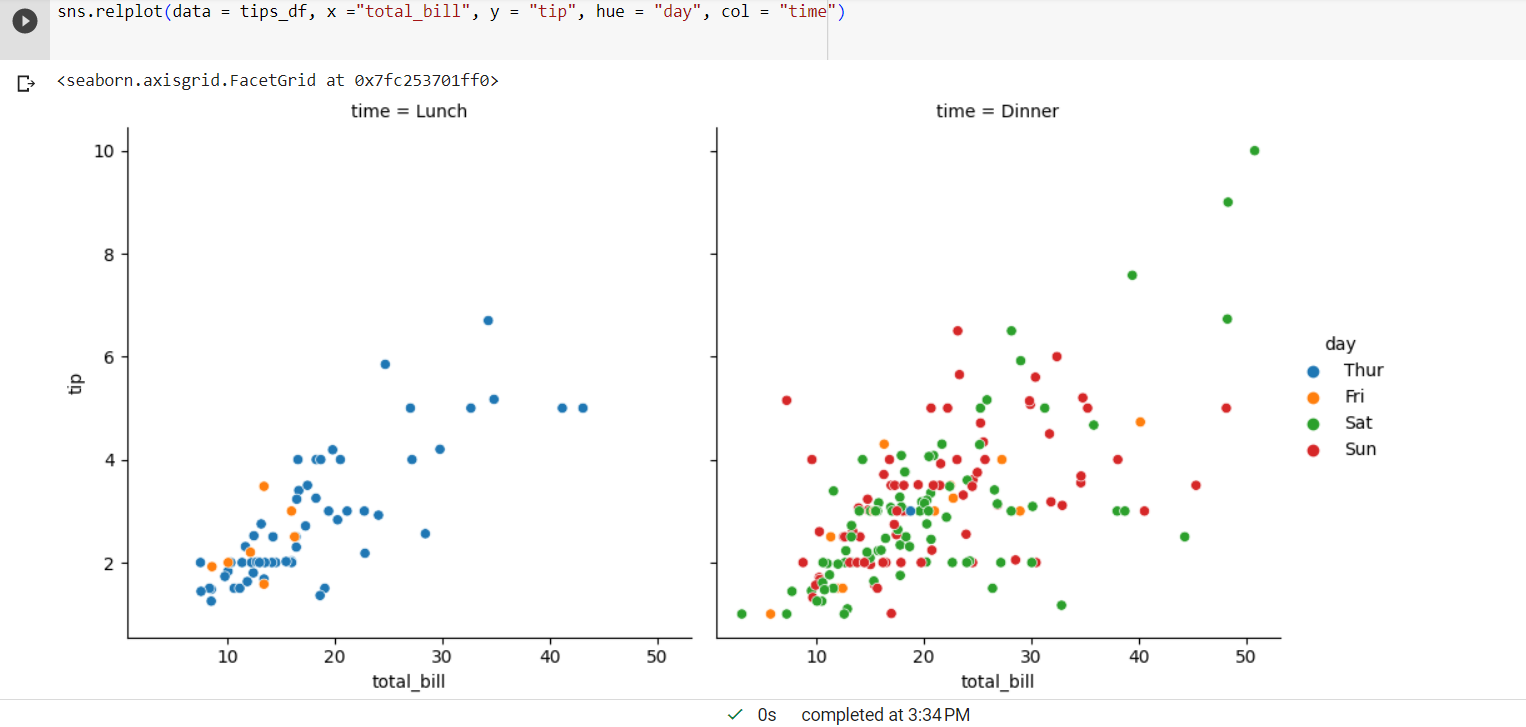 sns.relplot(data = tips_df, x ="total_bill", y = "tip", hue = "day", col = "time")
<seaborn.axisgrid.FacetGrid at 0x7fc253701ff0>
time = Lunch
time = Dinner
10
8
6
4
2
tip
10 20 30 40 50
total_bill
10 20 30 40 50
total_bill
day
Thur
Fri
Sat
Sun
0s completed at 3:34 PM